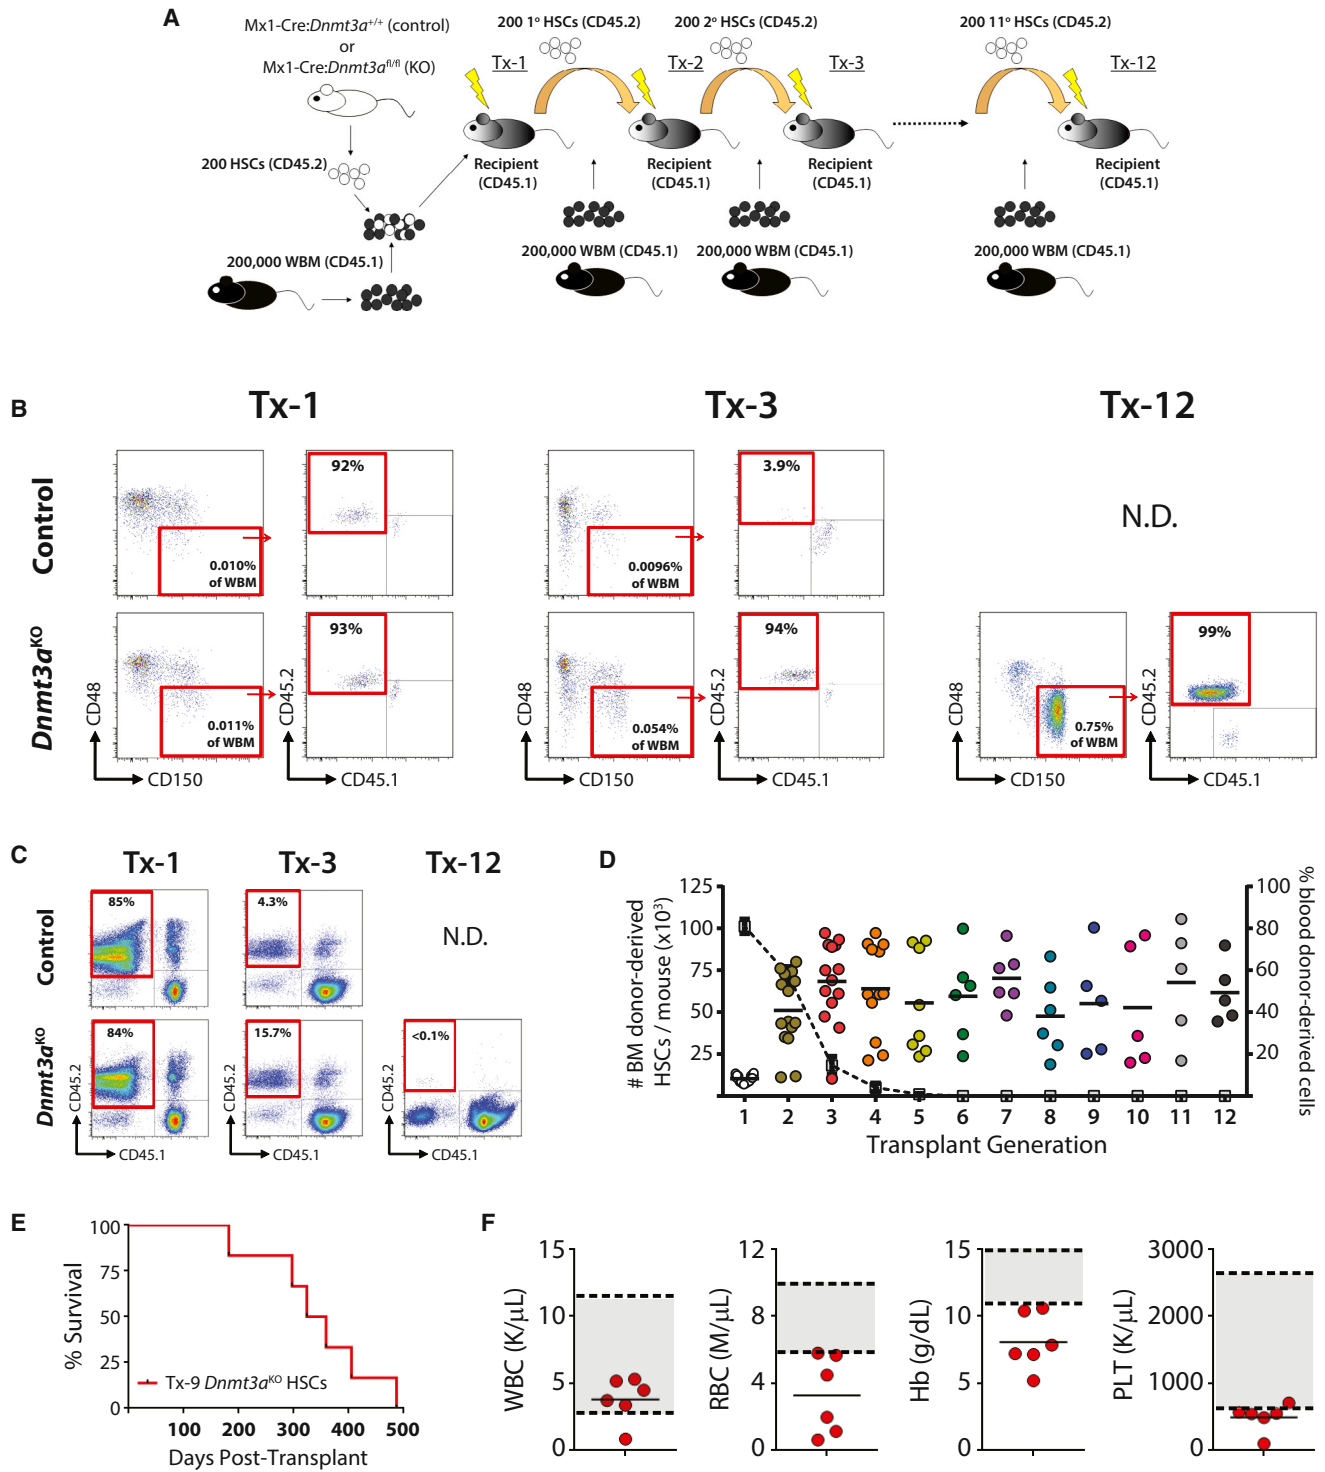 A
Mx1-Cre:Dnmt3a+/+ (control)
or
Mx1-Cre:Dnmt3afl/fl (KO)
200 1° HSCs (CD45.2)
200 2° HSCs (CD45.2)
200 11° HSCs (CD45.2)
Tx-1
Tx-2
Tx-3
Tx-12
200 HSCs (CD45.2)
Recipient
(CD45.1)
Recipient
(CD45.1)
Recipient
(CD45.1)
Recipient
(CD45.1)
200,000 WBM (CD45.1)
200,000 WBM (CD45.1)
200,000 WBM (CD45.1)
200,000 WBM (CD45.1)
B
Tx-1
Tx-3
Tx-12
Control
92%
0.010%
of WBM
3.9%
0.0096%
of WBM
N.D.
Dnmt3aKO
CD48
CD150
0.011%
of WBM
CD45.2
CD45.1
93%
CD48
CD150
0.054%
of WBM
CD45.2
CD45.1
94%
CD48
CD150
0.75%
of WBM
CD45.2
CD45.1
99%
C
Tx-1
Tx-3
Tx-12
Control
85%
4.3%
N.D.
Dnmt3aKO
84%
15.7%
<0.1%
CD45.2
CD45.1
CD45.2
CD45.1
CD45.2
CD45.1
D
# BM donor-derived
HSCs / mouse (x10³)
125
100
75
50
25
100
80
60
40
20
% blood donor-derived cells
1 2 3 4 5 6 7 8 9 10 11 12
Transplant Generation
E
% Survival
100
75
50
25
0
Tx-9 Dnmt3aKO HSCs
100 200 300 400 500
Days Post-Transplant
F
WBC (K/μL)
15
10
5
0
RBC (M/μL)
12
8
4
0
Hb (g/dL)
15
10
5
0
PLT (K/μL)
3000
2000
1000
0